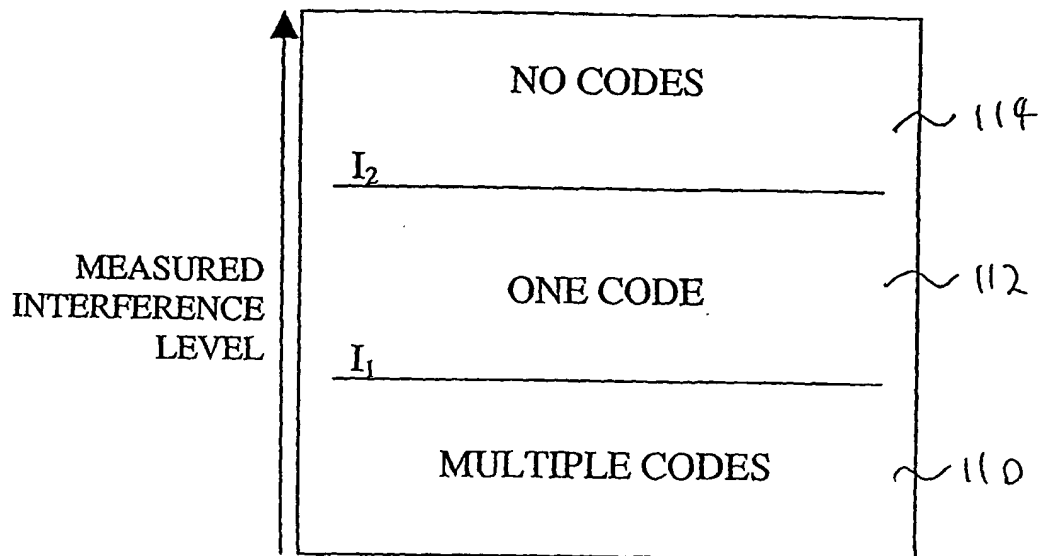 NO CODES
114
I₂
MEASURED
INTERFERENCE
LEVEL
ONE CODE
112
I₁
MULTIPLE CODES
110